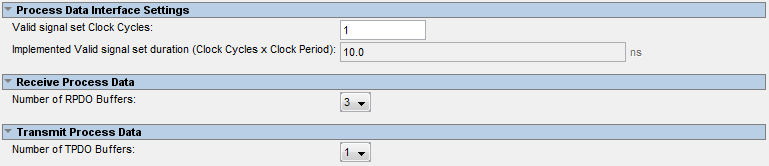 Process Data Interface Settings
Valid signal set Clock Cycles: 1
Implemented Valid signal set duration (Clock Cycles x Clock Period): 10.0 ns
Receive Process Data
Number of RPDO Buffers: 3
Transmit Process Data
Number of TPDO Buffers: 1